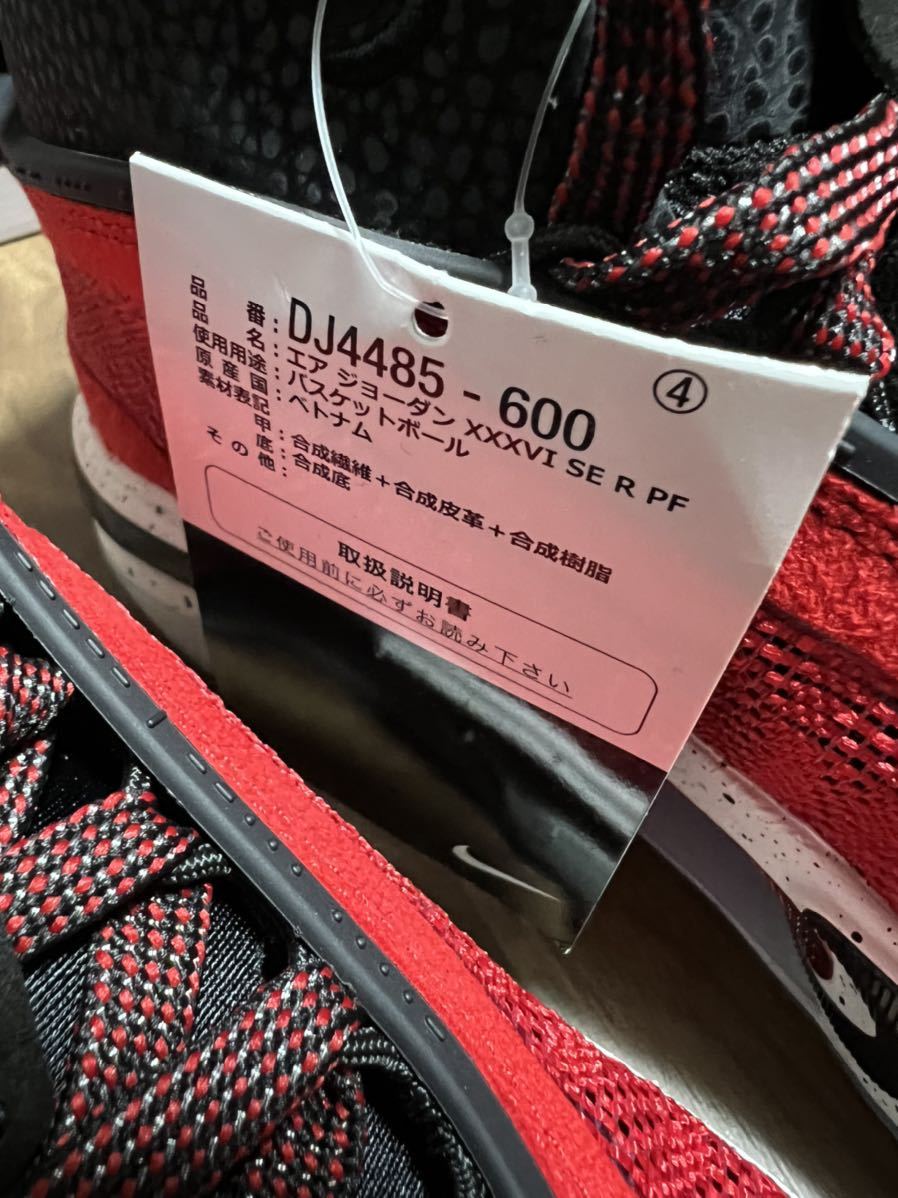 ④
品番：DJ4485 - 600
品名：エア ジョーダン XXXVI SE R PF
使用用途：バスケットボール
原産国：ベトナム
素材表記
甲：合成繊維＋合成皮革＋合成樹脂
底：合成底
その他：
取扱説明書
ご使用前に必ずお読み下さい